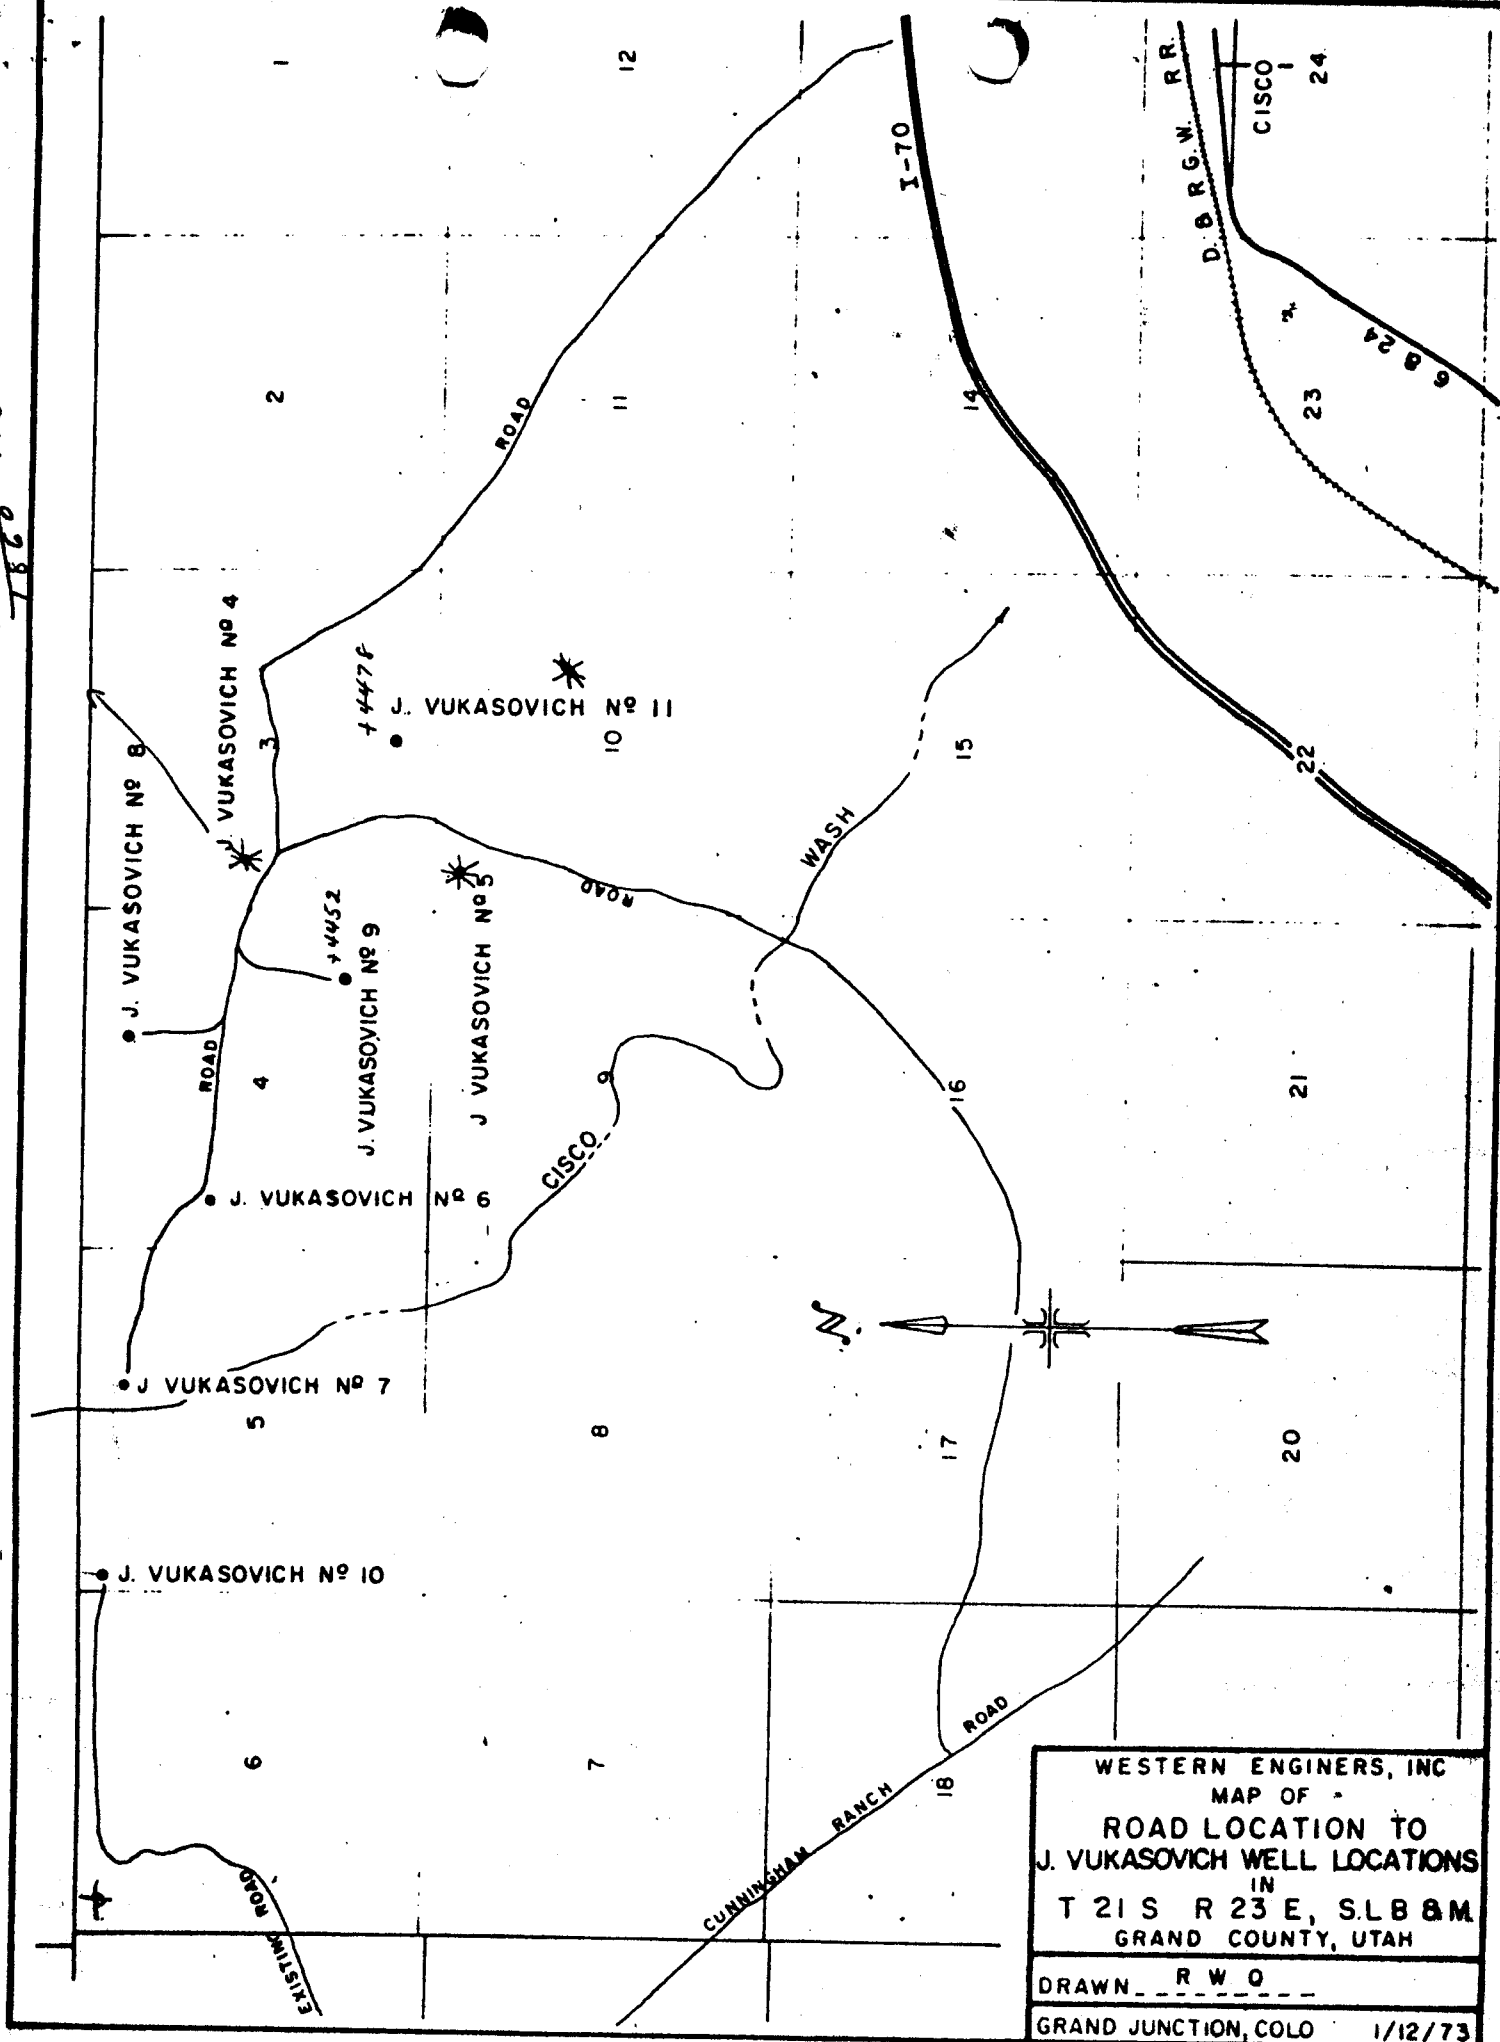 1
12
I-70
D. & R G. W. R R.
CISCO
24
2
11
ROAD
14
23
6 & 24
1860
J. VUKASOVICH Nº 8
J. VUKASOVICH Nº 4
3
+4478
J. VUKASOVICH Nº 11
10
15
22
WASH
ROAD
+4452
J. VUKASOVICH Nº 9
J VUKASOVICH Nº 5
ROAD
4
9
16
21
CISCO
J. VUKASOVICH Nº 6
N
J VUKASOVICH Nº 7
5
8
17
20
J. VUKASOVICH Nº 10
6
7
18
CUNNINGHAM RANCH ROAD
EXISTING ROAD
WESTERN ENGINERS, INC
MAP OF
ROAD LOCATION TO
J. VUKASOVICH WELL LOCATIONS
IN
T 21 S R 23 E, S.L B & M.
GRAND COUNTY, UTAH
DRAWN R W Q
GRAND JUNCTION, COLO 1/12/73